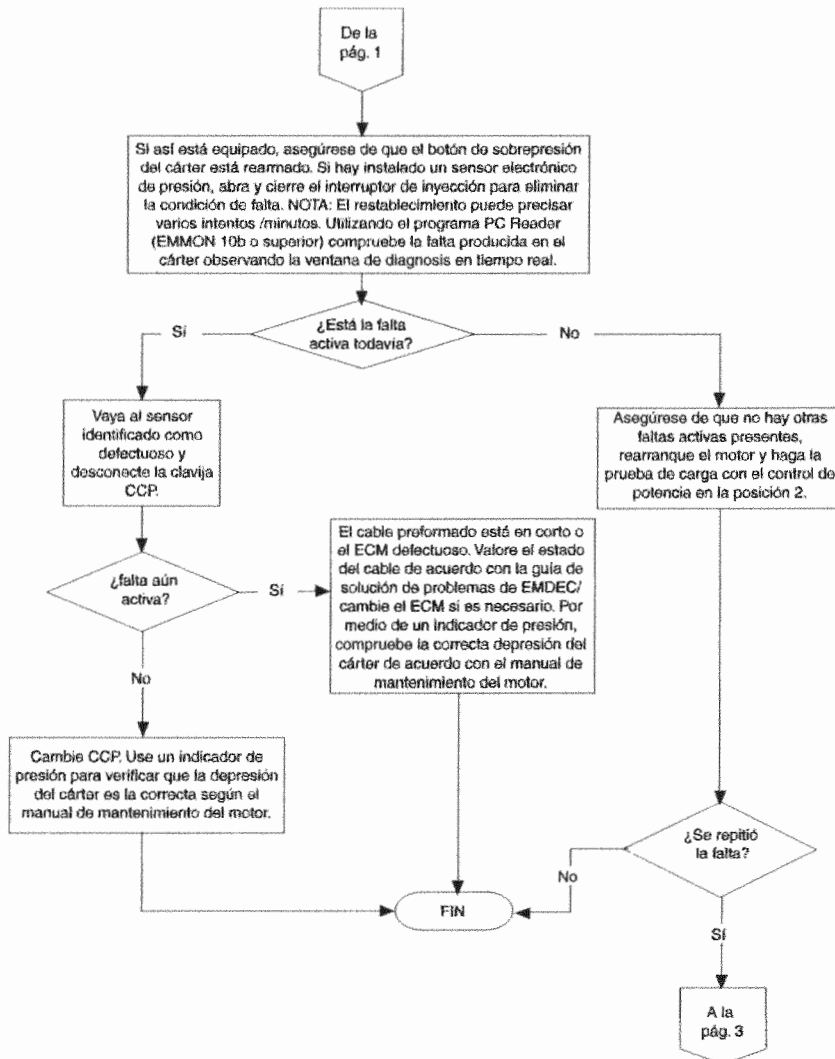 De la
pág. 1
Si así está equipado, asegúrese de que el botón de sobrepresión
del cárter está rearmado. Si hay instalado un sensor electrónico
de presión, abra y cierre el interruptor de inyección para eliminar
la condición de falta. NOTA: El restablecimiento puede precisar
varios intentos /minutos. Utilizando el programa PC Reader
(EMMON 10b o superior) compruebe la falta producida en el
cárter observando la ventana de diagnosis en tiempo real.
¿Está la falta
activa todavía?
Sí
No
Vaya al sensor
identificado como
defectuoso y
desconecte la clavija
CCP.
Asegúrese de que no hay otras
faltas activas presentes,
rearranque el motor y haga la
prueba de carga con el control de
potencia en la posición 2.
¿falta aún
activa?
Sí
El cable preformado está en corto o
el ECM defectuoso. Valore el estado
del cable de acuerdo con la guía de
solución de problemas de EMDEC/
cambie el ECM si es necesario. Por
medio de un indicador de presión,
compruebe la correcta depresión del
cárter de acuerdo con el manual de
mantenimiento del motor.
No
Cambie CCP. Use un indicador de
presión para verificar que la depresión
del cárter es la correcta según el
manual de mantenimiento del motor.
¿Se repitió
la falta?
No
FIN
Sí
A la
pág. 3